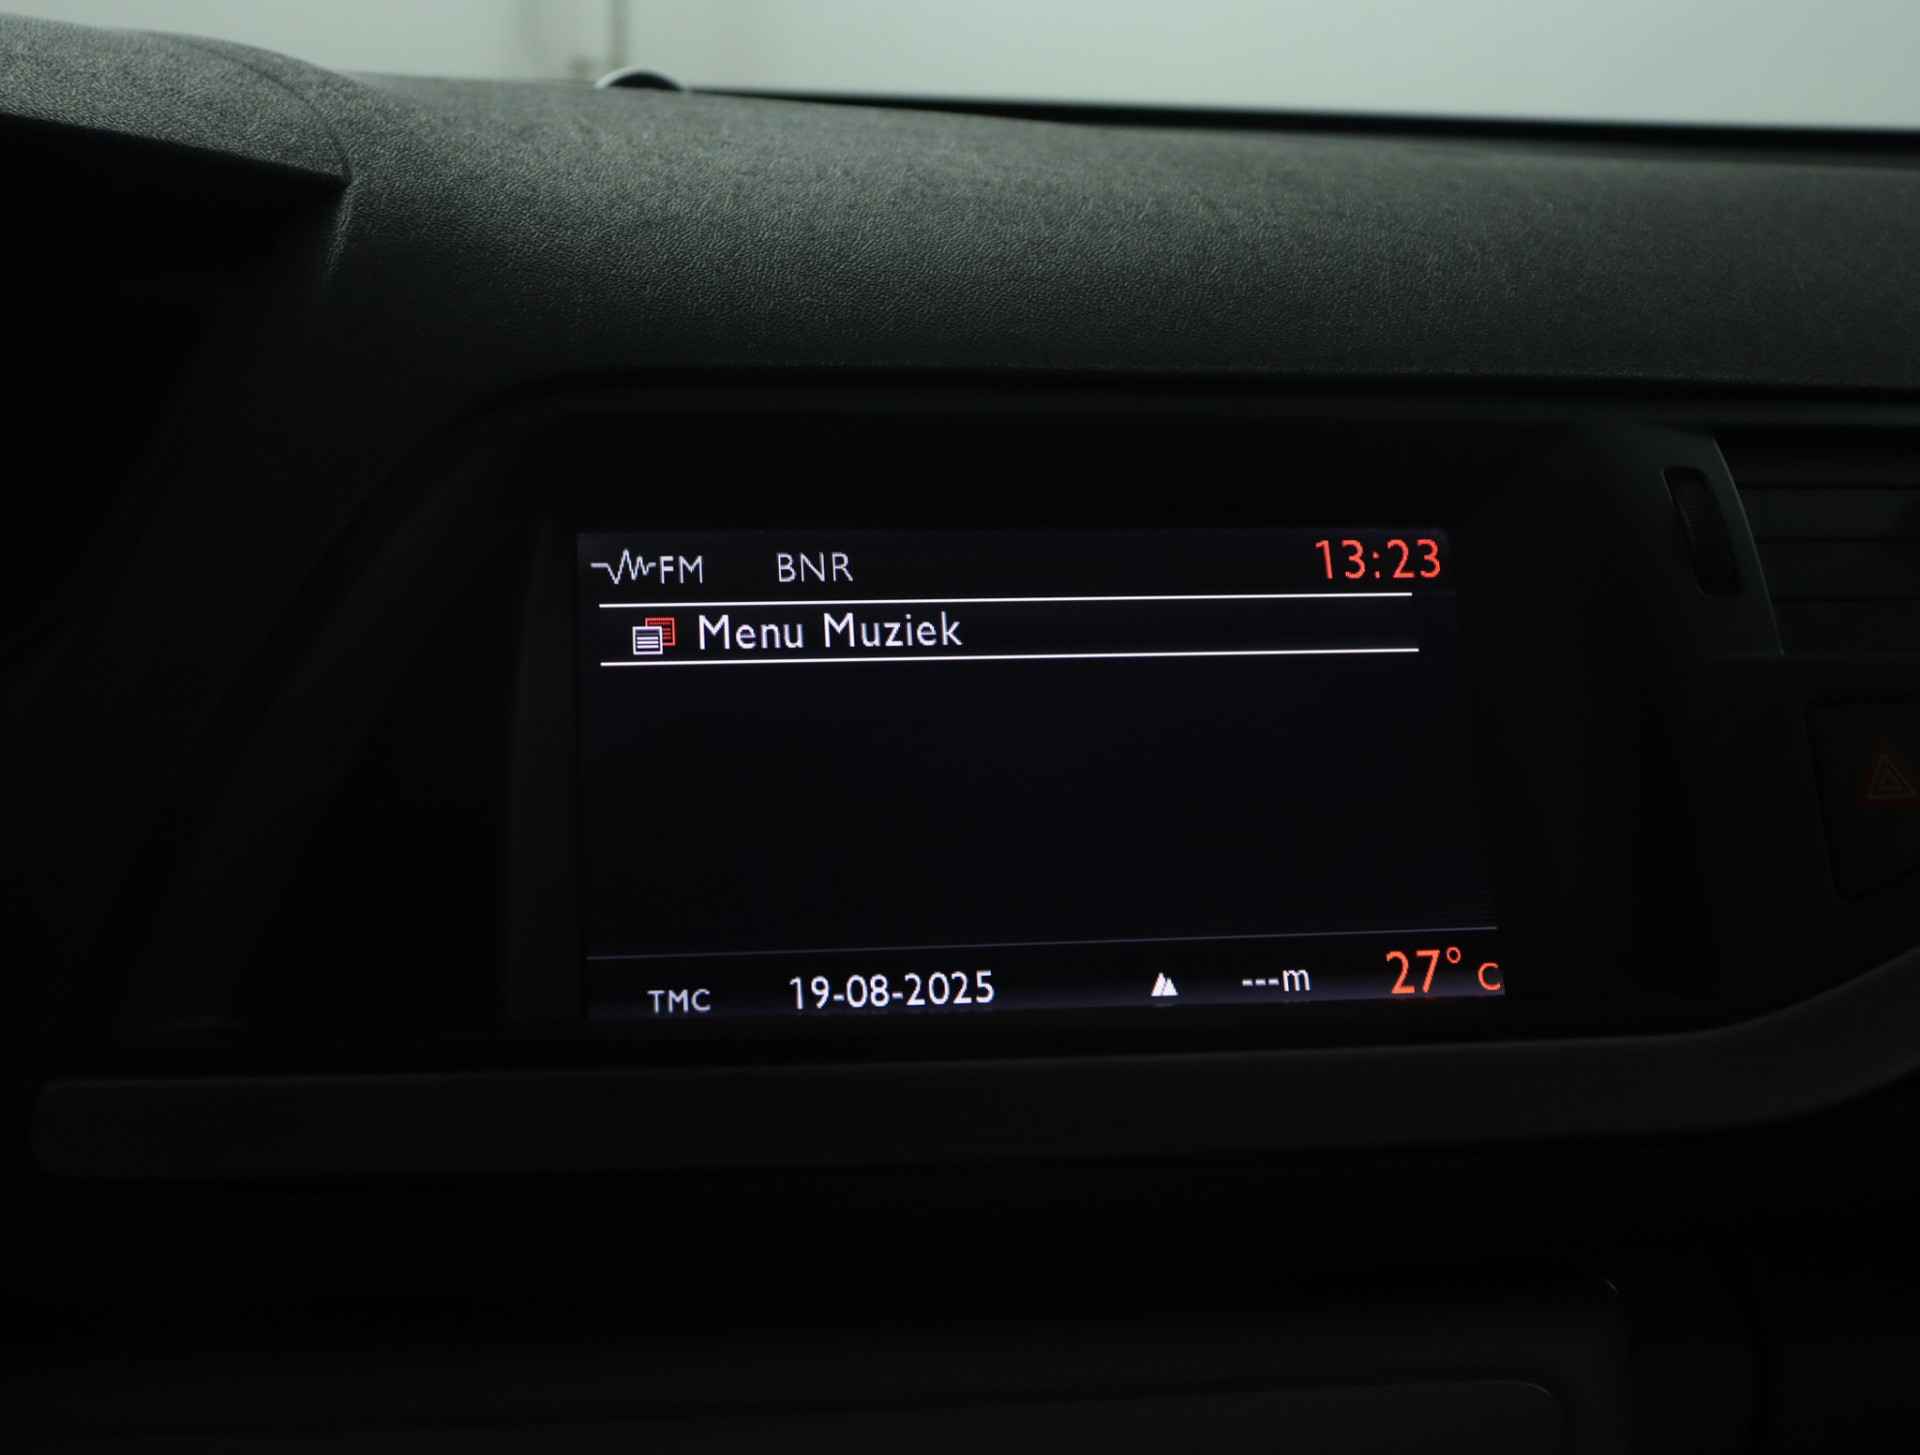 FM BNR 13:23
Menu Muziek
TMC 19-08-2025 ---m 27° C